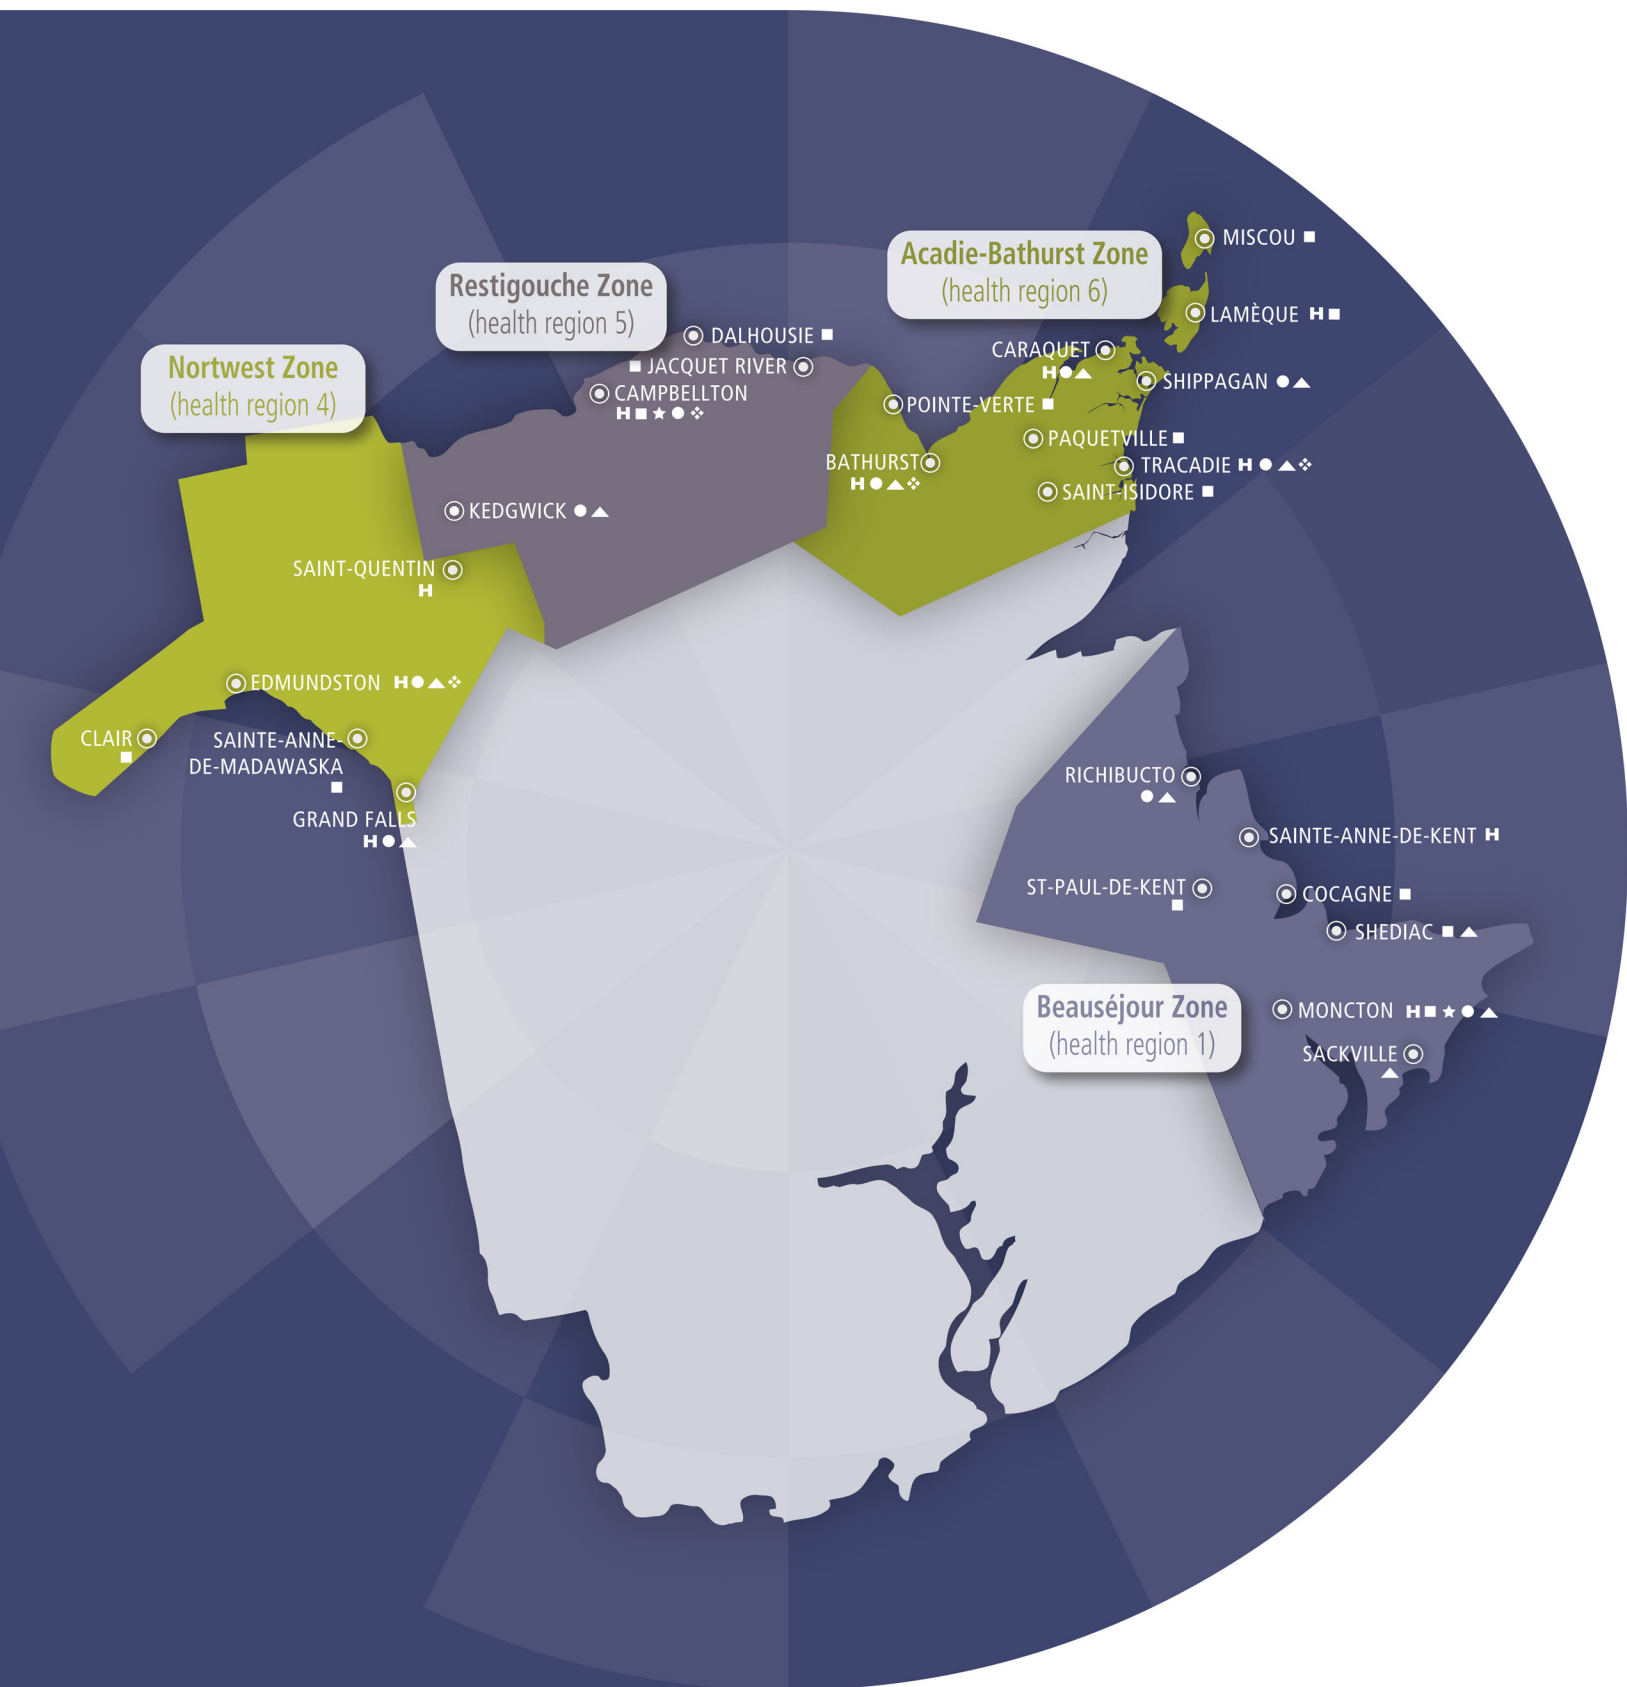 Acadie-Bathurst Zone
(health region 6)
MISCOU ■
LAMÈQUE H ■
Restigouche Zone
(health region 5)
DALHOUSIE ■
■ JACQUET RIVER
CAMPBELLTON
H ■ ★ ● ❖
CARAQUET
H ● ▲
SHIPPAGAN ● ▲
Nortwest Zone
(health region 4)
POINTE-VERTE ■
PAQUETVILLE ■
BATHURST
H ● ▲ ❖
TRACADIE H ● ▲ ❖
SAINT-ISIDORE ■
KEDGWICK ● ▲
SAINT-QUENTIN
H
EDMUNDSTON H ● ▲ ❖
CLAIR
■
SAINTE-ANNE-
DE-MADAWASKA
■
GRAND FALLS
H ● ▲
RICHIBUCTO
● ▲
SAINTE-ANNE-DE-KENT H
ST-PAUL-DE-KENT
■
COCAGNE ■
SHEDIAC ■ ▲
Beauséjour Zone
(health region 1)
MONCTON H ■ ★ ● ▲
SACKVILLE
▲